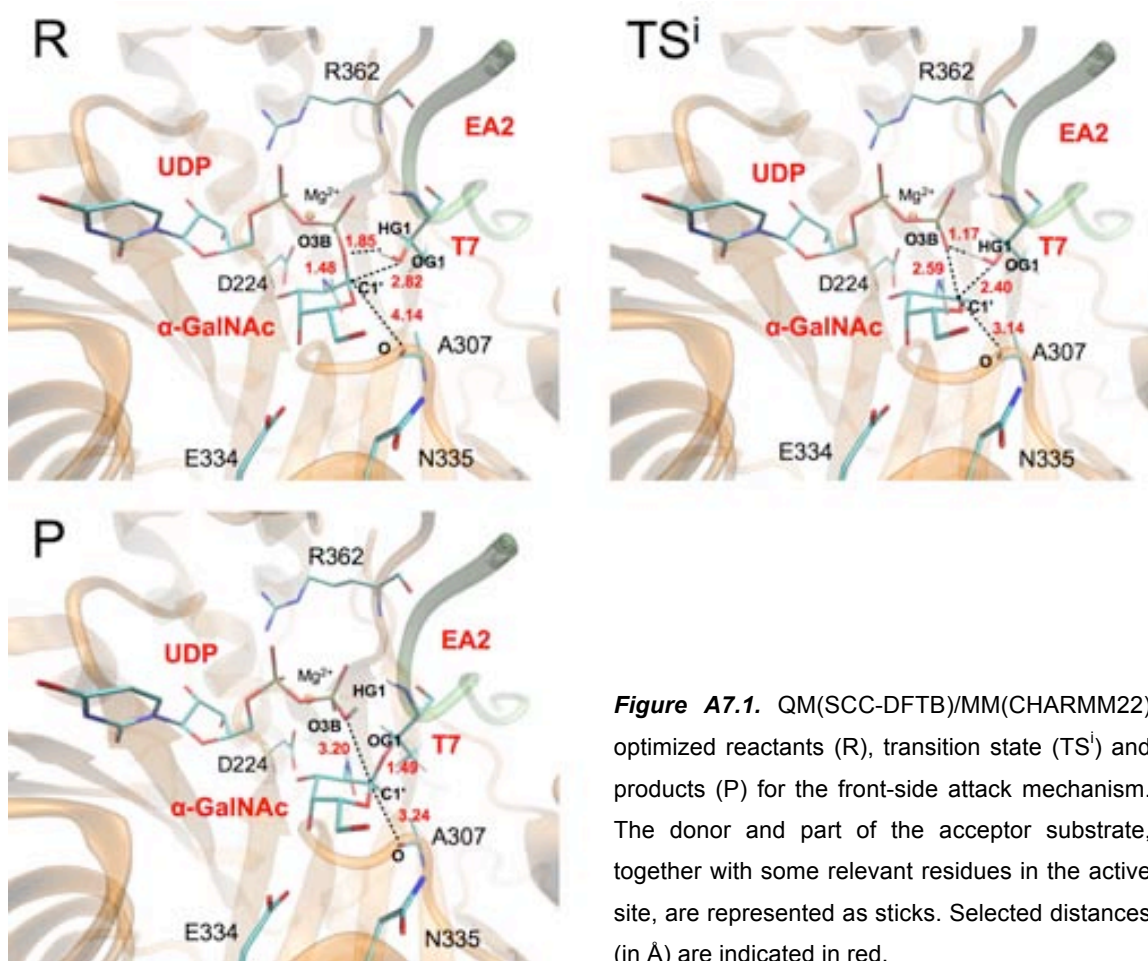 R
R362
EA2
UDP
Mg2+
HG1
O3B
1.85
T7
OG1
1.48
2.82
D224
C1'
α-GalNAc
4.14
O
A307
E334
N335
TSi
R362
EA2
UDP
Mg2+
O3B
1.17
HG1
T7
OG1
2.59
D224
2.40
C1'
α-GalNAc
3.14
O
A307
E334
N335
P
R362
EA2
UDP
Mg2+
HG1
O3B
OG1
T7
3.20
1.49
D224
C1'
α-GalNAc
3.24
A307
O
E334
N335
Figure A7.1. QM(SCC-DFTB)/MM(CHARMM22)
optimized reactants (R), transition state (TSi) and
products (P) for the front-side attack mechanism.
The donor and part of the acceptor substrate,
together with some relevant residues in the active
site, are represented as sticks. Selected distances
(in Å) are indicated in red.